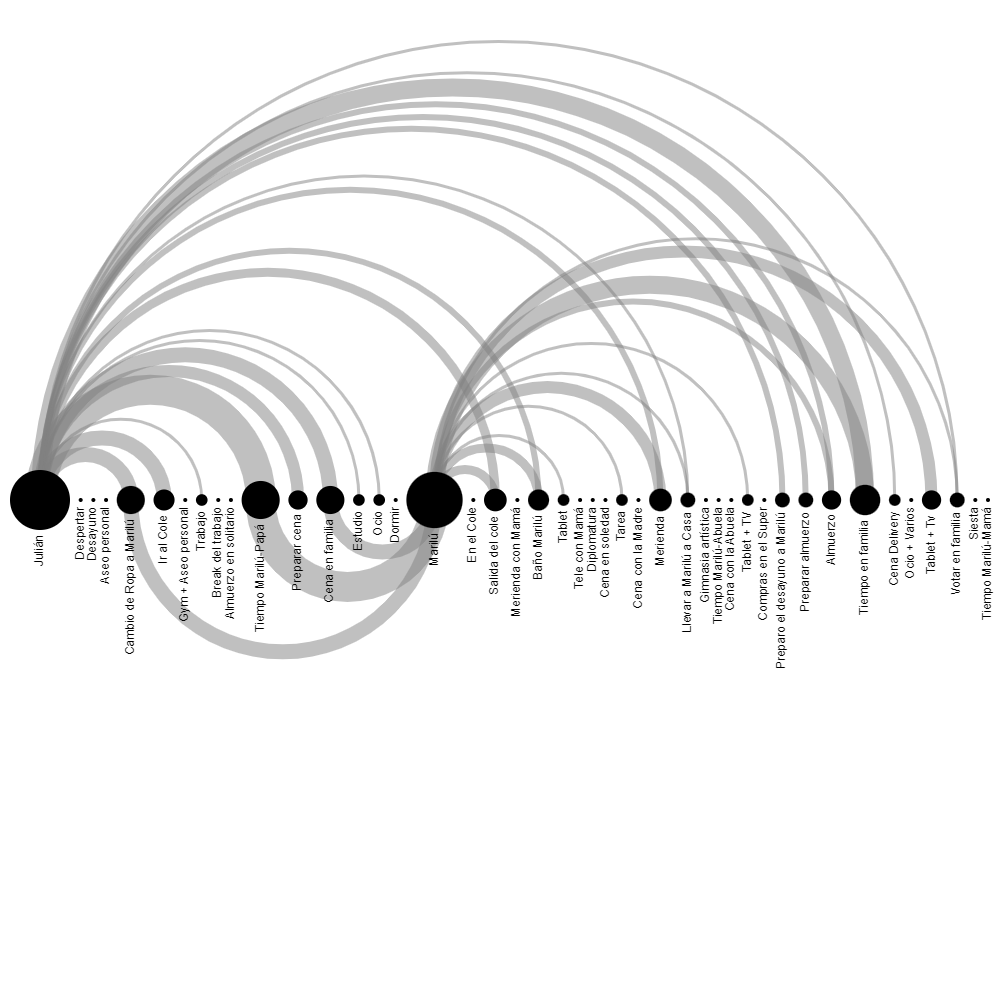 Julián
Despertar
Desayuno
Aseo personal
Cambio de Ropa a Marilú
Ir al Cole
Gym + Aseo personal
Trabajo
Break del trabajo
Almuerzo en solitario
Tiempo Marilú-Papá
Preparar cena
Cena en familia
Estudio
Ocio
Dormir
Marilú
En el Cole
Salida del cole
Merienda con Mamá
Baño Marilú
Tablet
Tele con Mamá
Diplomatura
Cena en soledad
Tarea
Cena con la Madre
Merienda
Llevar a Marilú a Casa
Gimnasia artística
Tiempo Marilú-Abuela
Cena con la Abuela
Tablet + TV
Compras en el Super
Preparo el desayuno a Marilú
Preparar almuerzo
Almuerzo
Tiempo en familia
Cena Delivery
Ocio + Varios
Tablet + Tv
Votar en familia
Siesta
Tiempo Marilú-Mamá